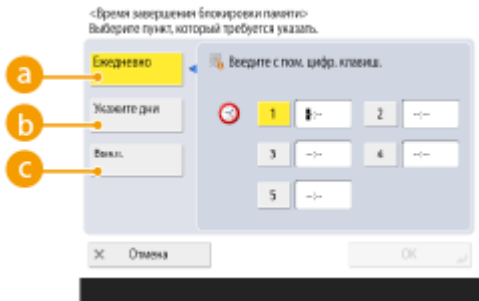 <Время завершения блокировки памяти>
Выберите пункт, который требуется указать.
a
Ежедневно
Введите с пом. цифр. клавиш.
b
Укажите дни
1 -:-- 2 --:--
c
Выкл.
3 --:-- 4 --:--
5 --:--
× Отмена
OK